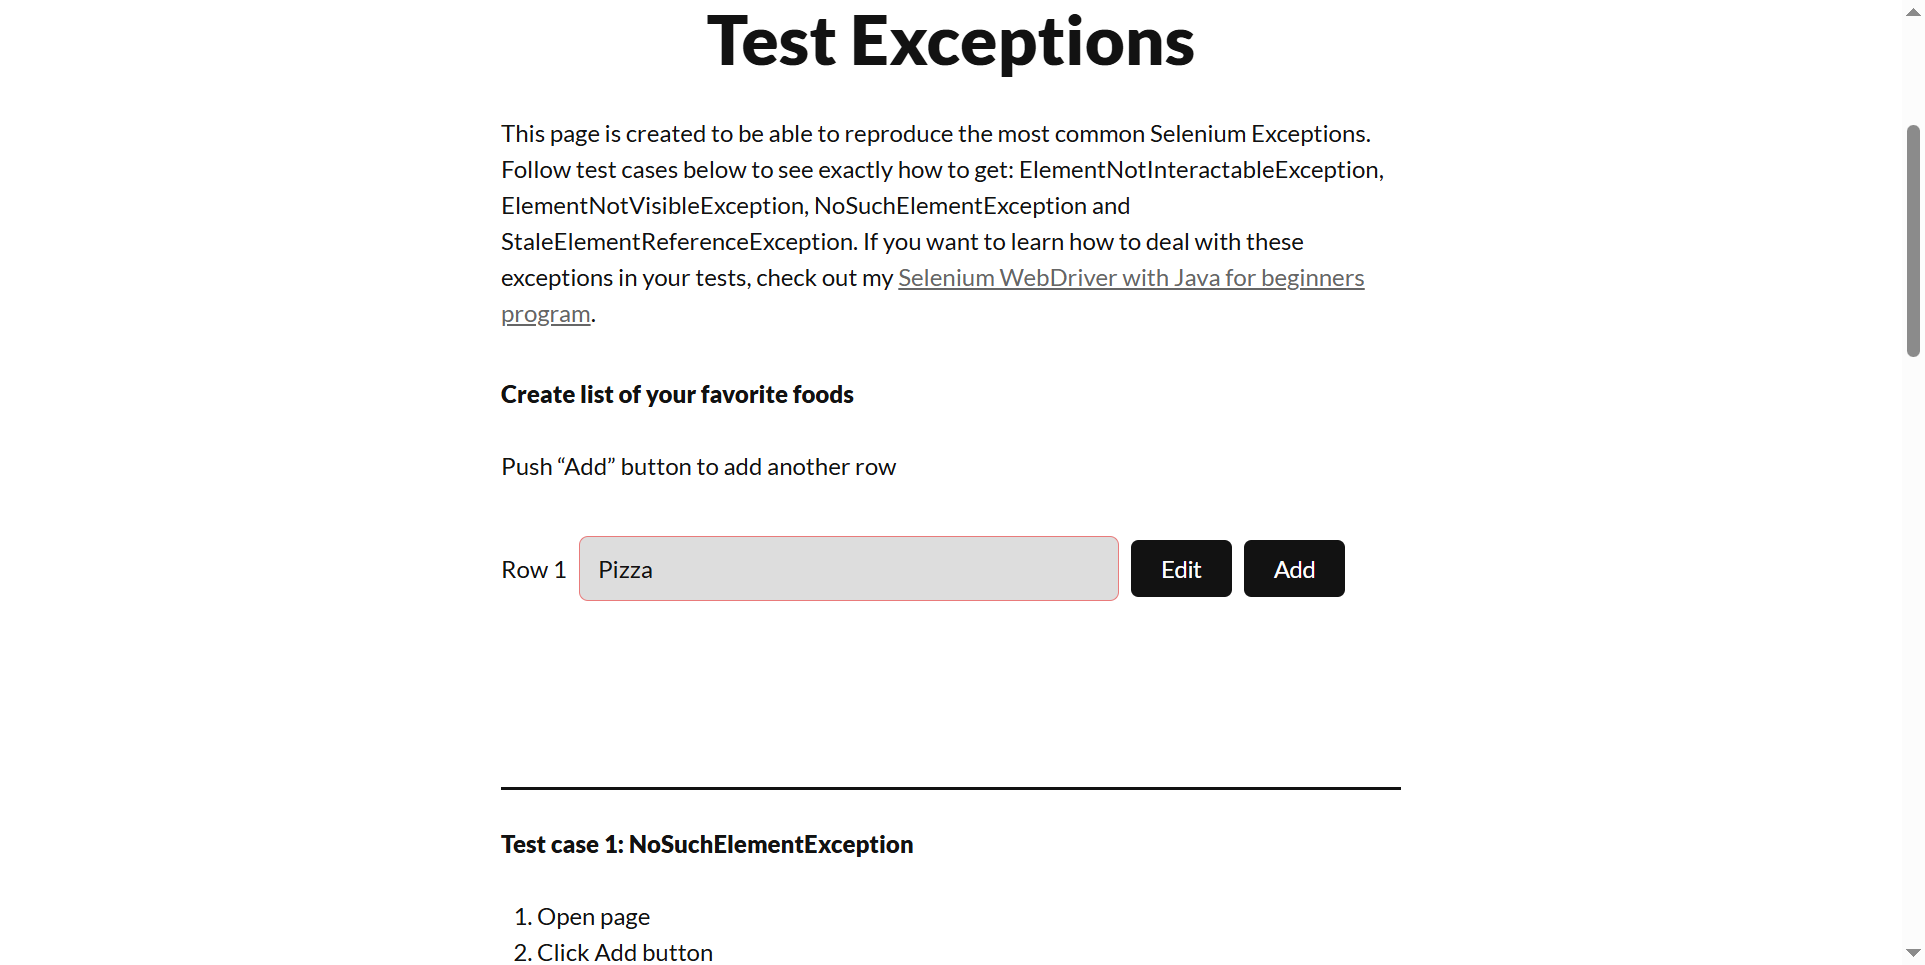 Test Exceptions
This page is created to be able to reproduce the most common Selenium Exceptions.
Follow test cases below to see exactly how to get: ElementNotInteractableException,
ElementNotVisibleException, NoSuchElementException and
StaleElementReferenceException. If you want to learn how to deal with these
exceptions in your tests, check out my Selenium WebDriver with Java for beginners
program.
Create list of your favorite foods
Push “Add” button to add another row
Row 1 Pizza Edit Add
Test case 1: NoSuchElementException
1. Open page
2. Click Add button